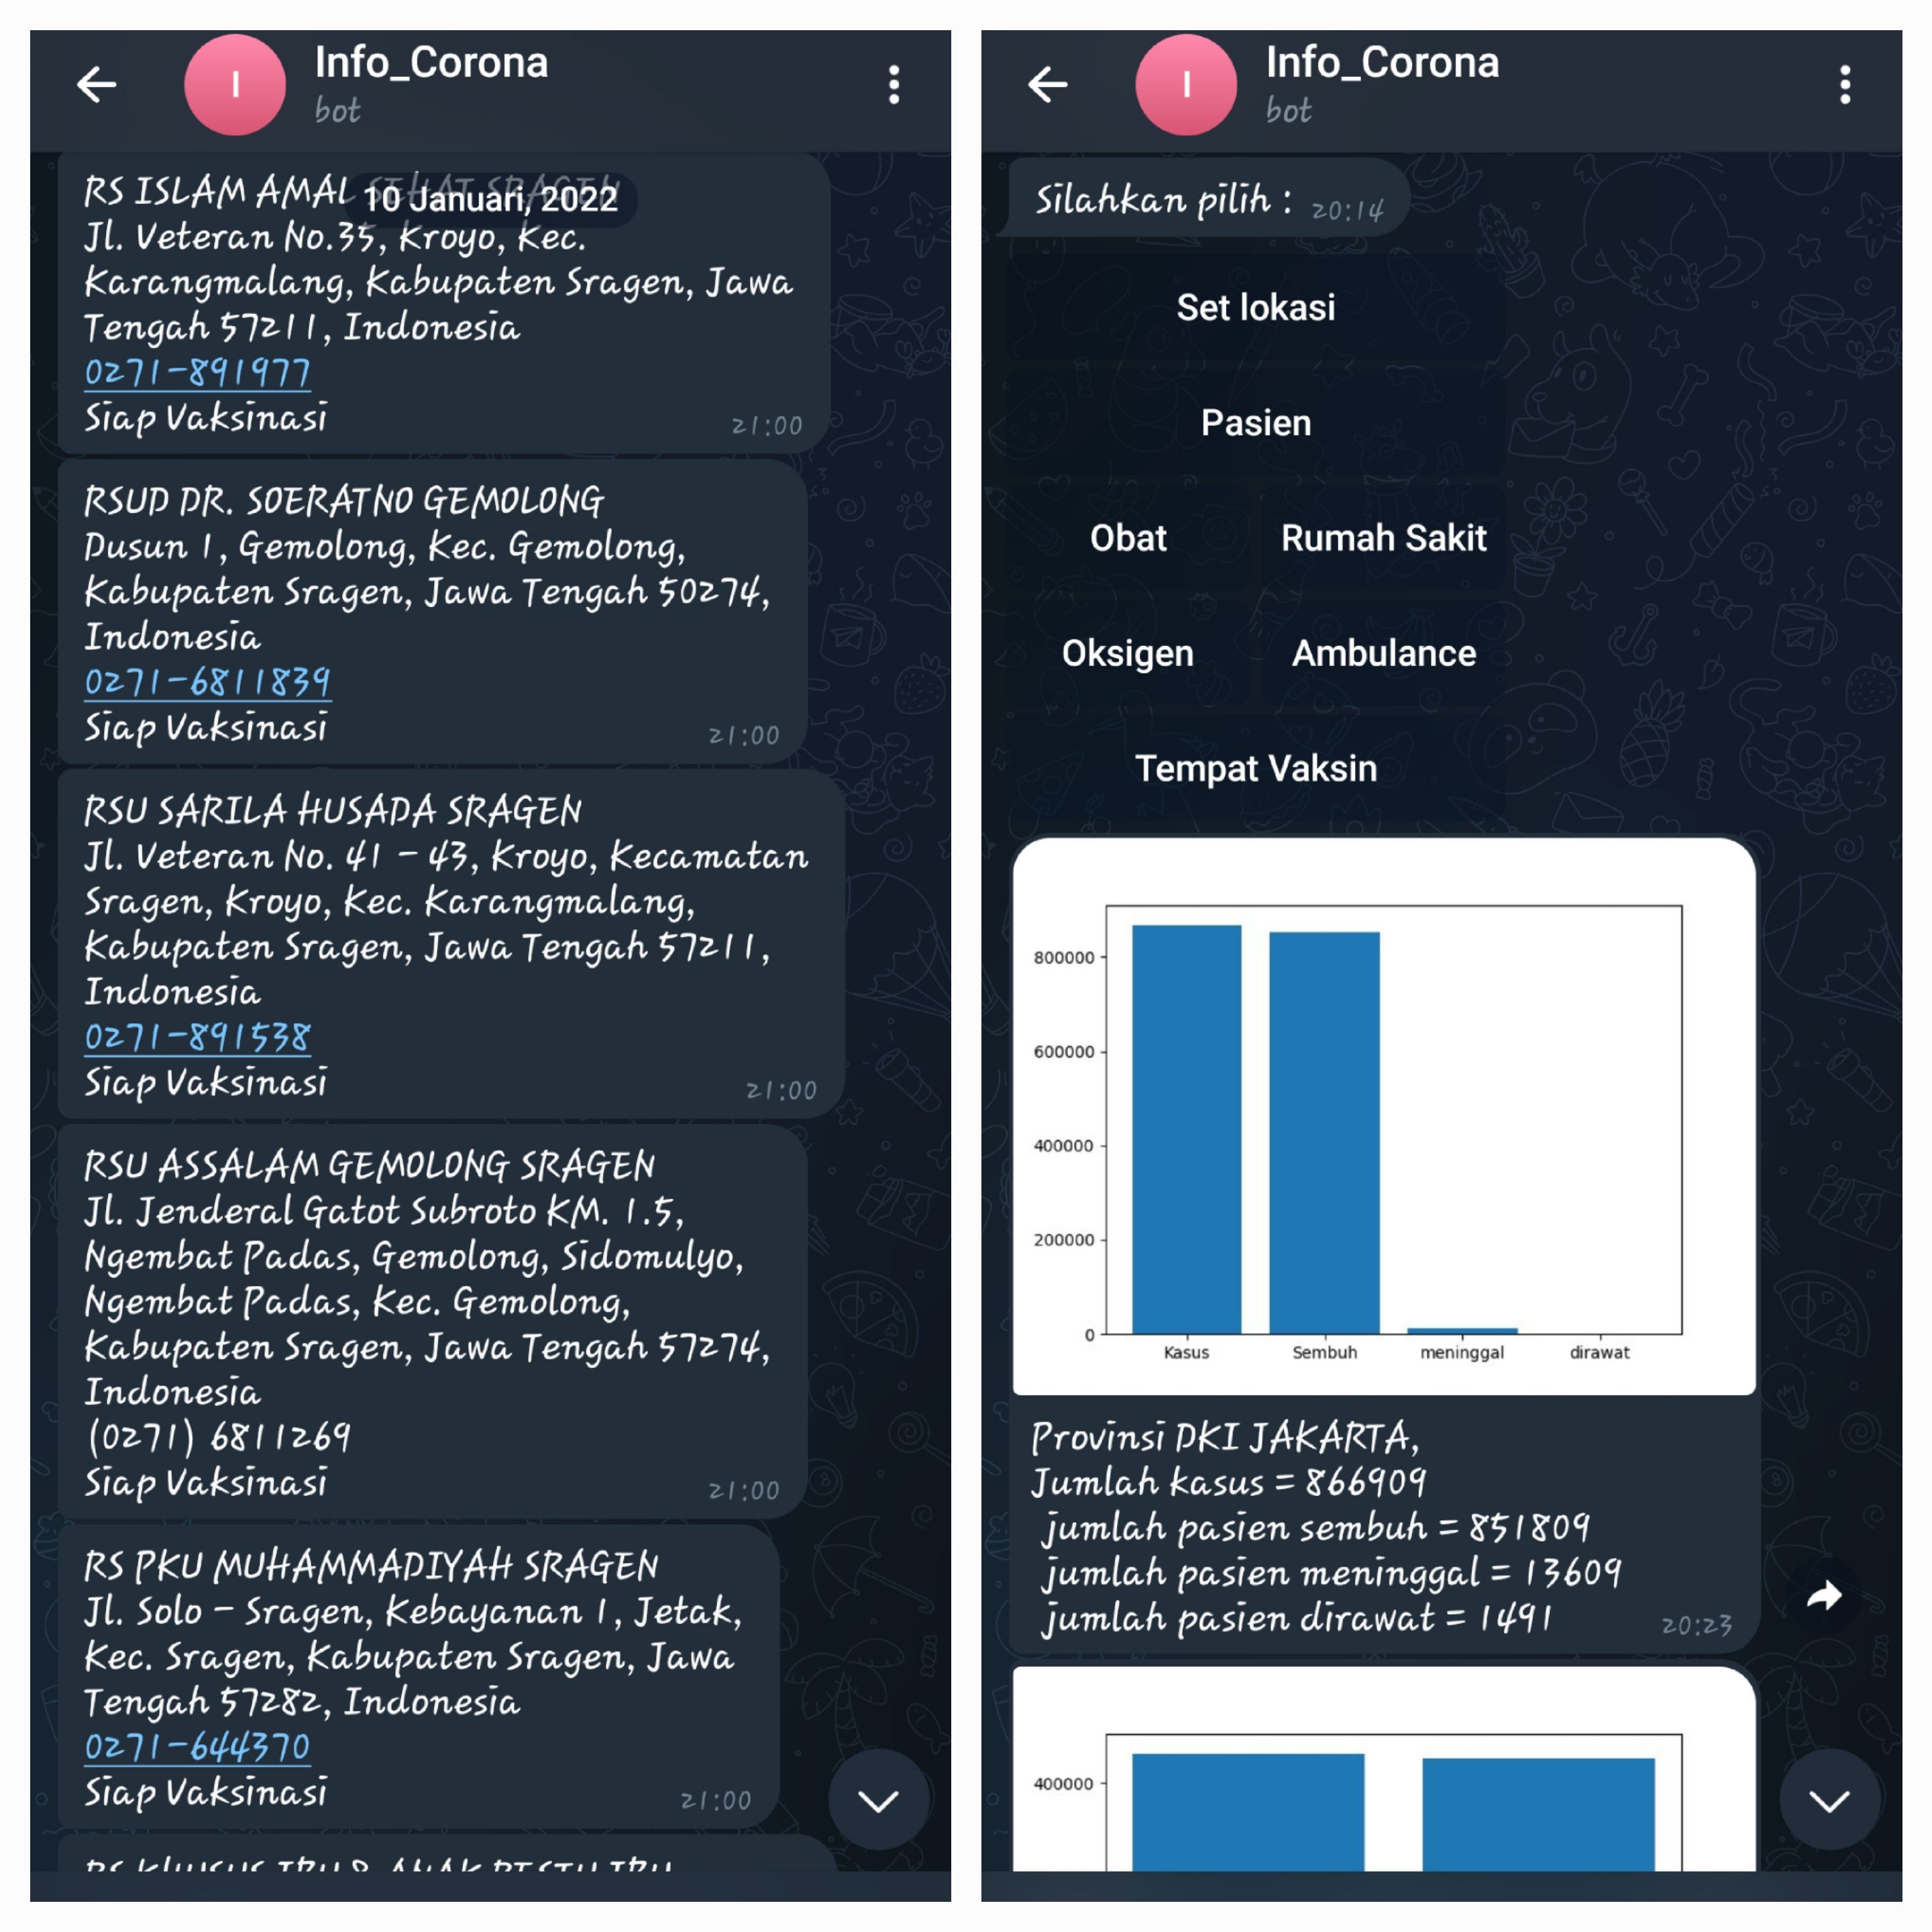 I
Info_Corona
bot
10 Januari, 2022
RS ISLAM AMAL SEHAT SRAGEN
Jl. Veteran No.35, Kroyo, Kec.
Karangmalang, Kabupaten Sragen, Jawa
Tengah 57211, Indonesia
0271-891977
Siap Vaksinasi
21:00
RSUD DR. SOERATNO GEMOLONG
Dusun 1, Gemolong, Kec. Gemolong,
Kabupaten Sragen, Jawa Tengah 50274,
Indonesia
0271-6811839
Siap Vaksinasi
21:00
RSU SARILA HUSADA SRAGEN
Jl. Veteran No. 41 - 43, Kroyo, Kecamatan
Sragen, Kroyo, Kec. Karangmalang,
Kabupaten Sragen, Jawa Tengah 57211,
Indonesia
0271-891538
Siap Vaksinasi
21:00
RSU ASSALAM GEMOLONG SRAGEN
Jl. Jenderal Gatot Subroto KM. 1.5,
Ngembat Padas, Gemolong, Sidomulyo,
Ngembat Padas, Kec. Gemolong,
Kabupaten Sragen, Jawa Tengah 57274,
Indonesia
(0271) 6811269
Siap Vaksinasi
21:00
RS PKU MUHAMMADIYAH SRAGEN
Jl. Solo - Sragen, Kebayanan 1, Jetak,
Kec. Sragen, Kabupaten Sragen, Jawa
Tengah 57282, Indonesia
0271-644370
Siap Vaksinasi
21:00
I
Info_Corona
bot
Silahkan pilih : 20:14
Set lokasi
Pasien
Obat Rumah Sakit
Oksigen Ambulance
Tempat Vaksin
800000
600000
400000
200000
0
Kasus Sembuh meninggal dirawat
Provinsi DKI JAKARTA,
Jumlah kasus = 866909
jumlah pasien sembuh = 851809
jumlah pasien meninggal = 13609
jumlah pasien dirawat = 1491
20:23
400000